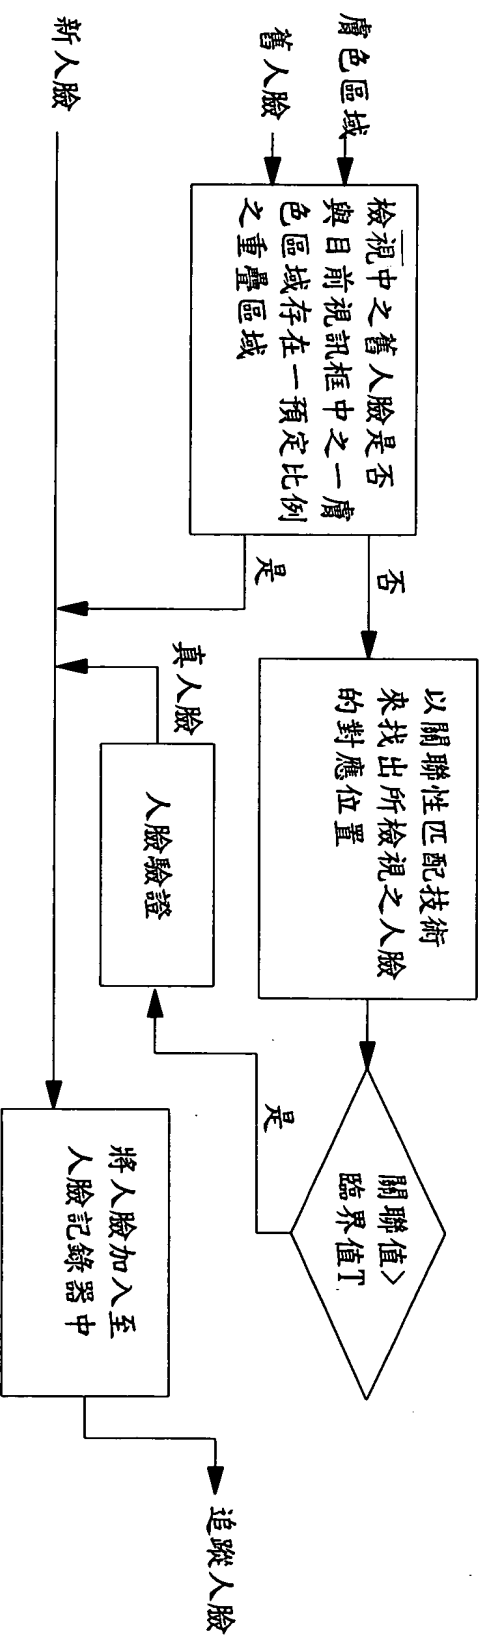 膚色區域
舊人臉
新人臉
檢視中之舊人臉是否
與目前視訊框中之一膚
色區域存在一預定比例
之重疊區域
否
是
以關聯性匹配技術
來找出所檢視之人臉
的對應位置
真人臉
人臉驗證
關聯值>
臨界值T
是
將人臉加入至
人臉記錄器中
追蹤人臉